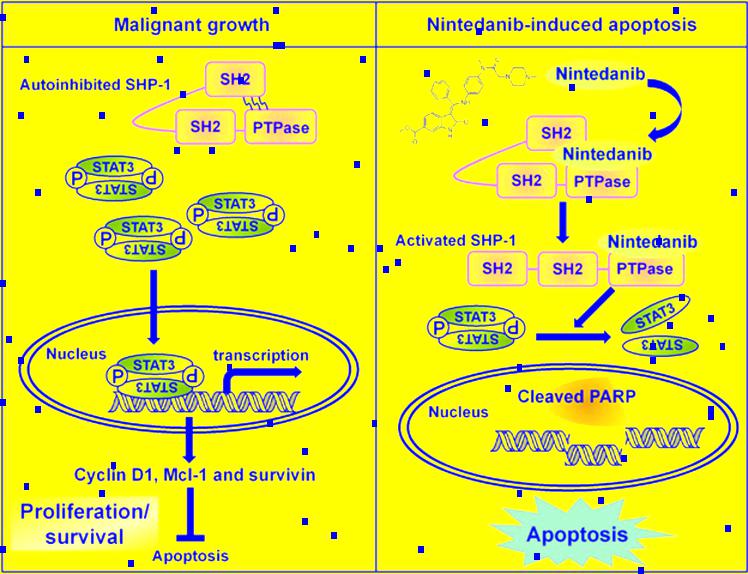 Malignant growth
Nintedanib-induced apoptosis
Autoinhibited SHP-1
SH2
SH2
PTPase
STAT3
STAT3
P
P
STAT3
STAT3
P
P
STAT3
STAT3
P
P
Nucleus
transcription
STAT3
STAT3
P
P
Cyclin D1, Mcl-1 and survivin
Proliferation/
survival
Apoptosis
Nintedanib
SH2
Nintedanib
SH2
PTPase
Activated SHP-1
Nintedanib
SH2
SH2
PTPase
STAT3
STAT3
P
P
STAT3
STAT3
Cleaved PARP
Nucleus
Apoptosis